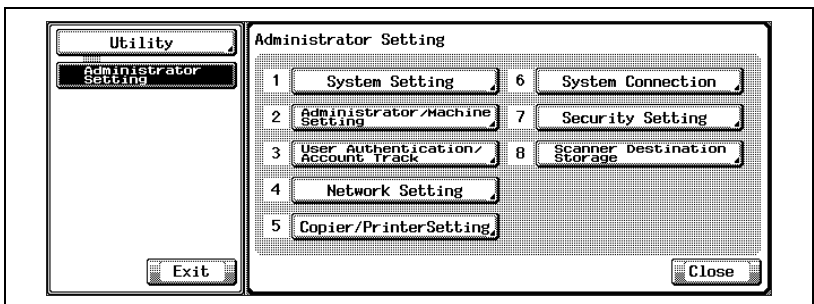 Utility
Administrator
Setting
Exit
Administrator Setting
1 System Setting
2 Administrator/Machine
Setting
3 User Authentication/
Account Track
4 Network Setting
5 Copier/PrinterSetting
6 System Connection
7 Security Setting
8 Scanner Destination
Storage
Close